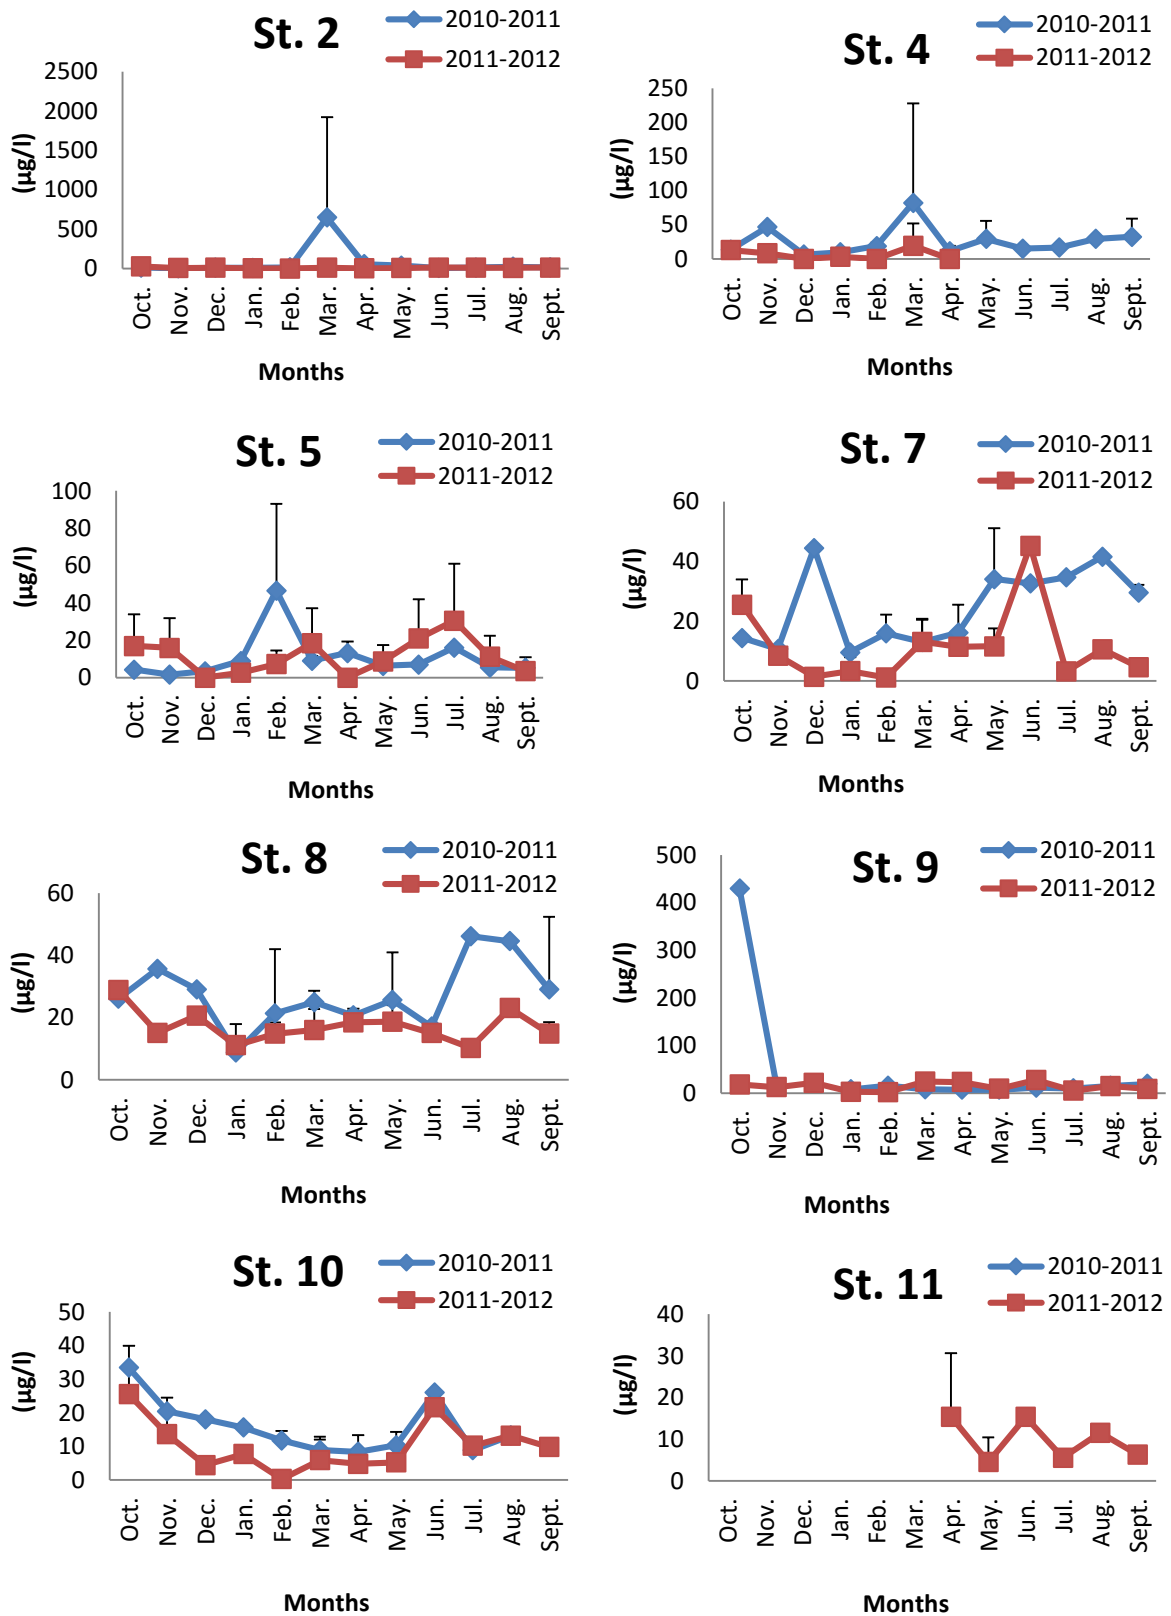 St. 2
2010-2011
2011-2012
(µg/l)
2500
2000
1500
1000
500
0
Oct. Nov. Dec. Jan. Feb. Mar. Apr. May. Jun. Jul. Aug. Sept.
Months
St. 4
2010-2011
2011-2012
(µg/l)
250
200
150
100
50
0
Oct. Nov. Dec. Jan. Feb. Mar. Apr. May. Jun. Jul. Aug. Sept.
Months
St. 5
2010-2011
2011-2012
(µg/l)
100
80
60
40
20
0
Oct. Nov. Dec. Jan. Feb. Mar. Apr. May. Jun. Jul. Aug. Sept.
Months
St. 7
2010-2011
2011-2012
(µg/l)
60
40
20
0
Oct. Nov. Dec. Jan. Feb. Mar. Apr. May. Jun. Jul. Aug. Sept.
Months
St. 8
2010-2011
2011-2012
(µg/l)
60
40
20
0
Oct. Nov. Dec. Jan. Feb. Mar. Apr. May. Jun. Jul. Aug. Sept.
Months
St. 9
2010-2011
2011-2012
(µg/l)
500
400
300
200
100
0
Oct. Nov. Dec. Jan. Feb. Mar. Apr. May. Jun. Jul. Aug. Sept.
Months
St. 10
2010-2011
2011-2012
(µg/l)
50
40
30
20
10
0
Oct. Nov. Dec. Jan. Feb. Mar. Apr. May. Jun. Jul. Aug. Sept.
Months
St. 11
2010-2011
2011-2012
(µg/l)
40
30
20
10
0
Oct. Nov. Dec. Jan. Feb. Mar. Apr. May. Jun. Jul. Aug. Sept.
Months